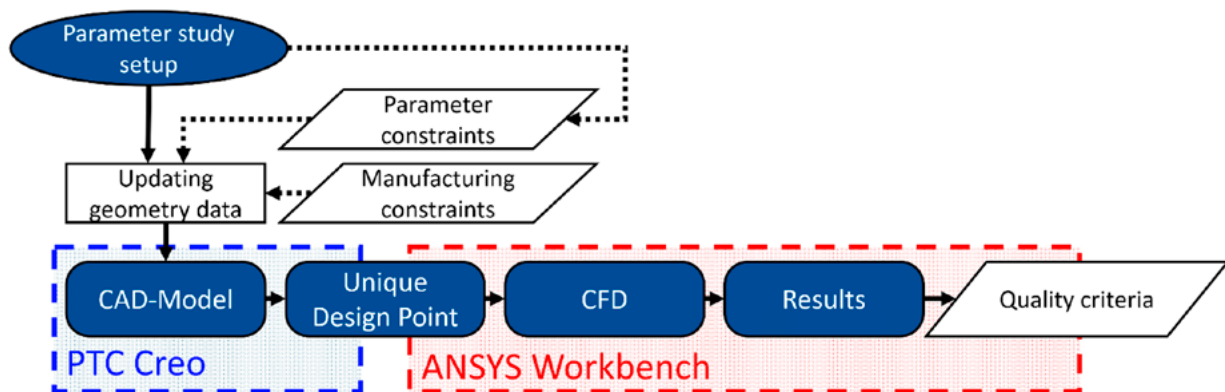 Parameter study
setup
Parameter
constraints
Updating
geometry data
Manufacturing
constraints
CAD-Model
Unique
Design Point
CFD
Results
Quality criteria
PTC Creo
ANSYS Workbench